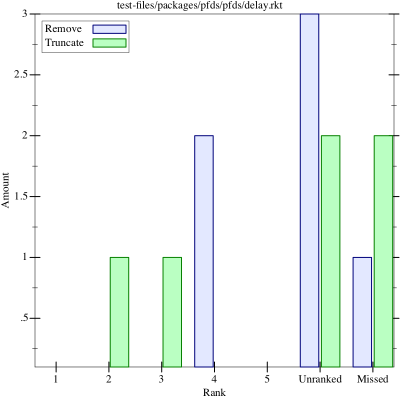 test-files/packages/pfds/pfds/delay.rkt
Remove
Truncate
3
2.5
2
1.5
1
.5
Amount
1 2 3 4 5 Unranked Missed
Rank